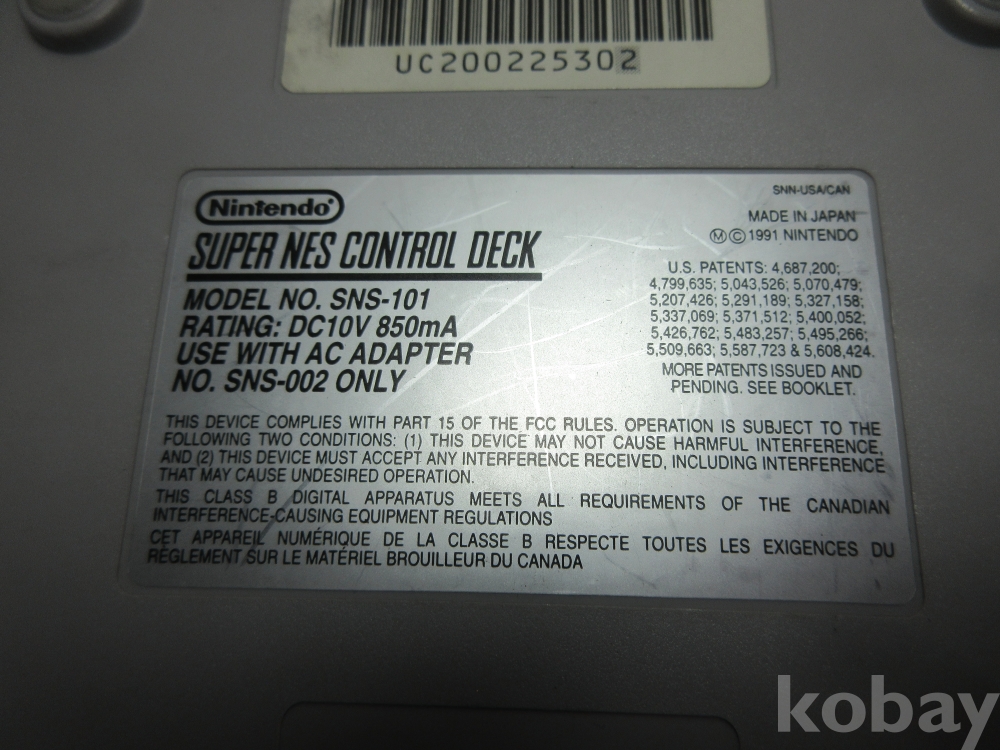 UC200225302
Nintendo®
SUPER NES CONTROL DECK
MODEL NO. SNS-101
RATING: DC10V 850mA
USE WITH AC ADAPTER
NO. SNS-002 ONLY
SNN-USA/CAN
MADE IN JAPAN
Ⓜ©1991 NINTENDO
U.S. PATENTS: 4,687,200;
4,799,635; 5,043,526; 5,070,479;
5,207,426; 5,291,189; 5,327,158;
5,337,069; 5,371,512; 5,400,052;
5,426,762; 5,483,257; 5,495,266;
5,509,663; 5,587,723 & 5,608,424.
MORE PATENTS ISSUED AND
PENDING. SEE BOOKLET.
THIS DEVICE COMPLIES WITH PART 15 OF THE FCC RULES. OPERATION IS SUBJECT TO THE
FOLLOWING TWO CONDITIONS: (1) THIS DEVICE MAY NOT CAUSE HARMFUL INTERFERENCE,
AND (2) THIS DEVICE MUST ACCEPT ANY INTERFERENCE RECEIVED, INCLUDING INTERFERENCE
THAT MAY CAUSE UNDESIRED OPERATION.
THIS CLASS B DIGITAL APPARATUS MEETS ALL REQUIREMENTS OF THE CANADIAN
INTERFERENCE-CAUSING EQUIPMENT REGULATIONS
CET APPAREIL NUMÉRIQUE DE LA CLASSE B RESPECTE TOUTES LES EXIGENCES DU
RÈGLEMENT SUR LE MATÉRIEL BROUILLEUR DU CANADA
kobay